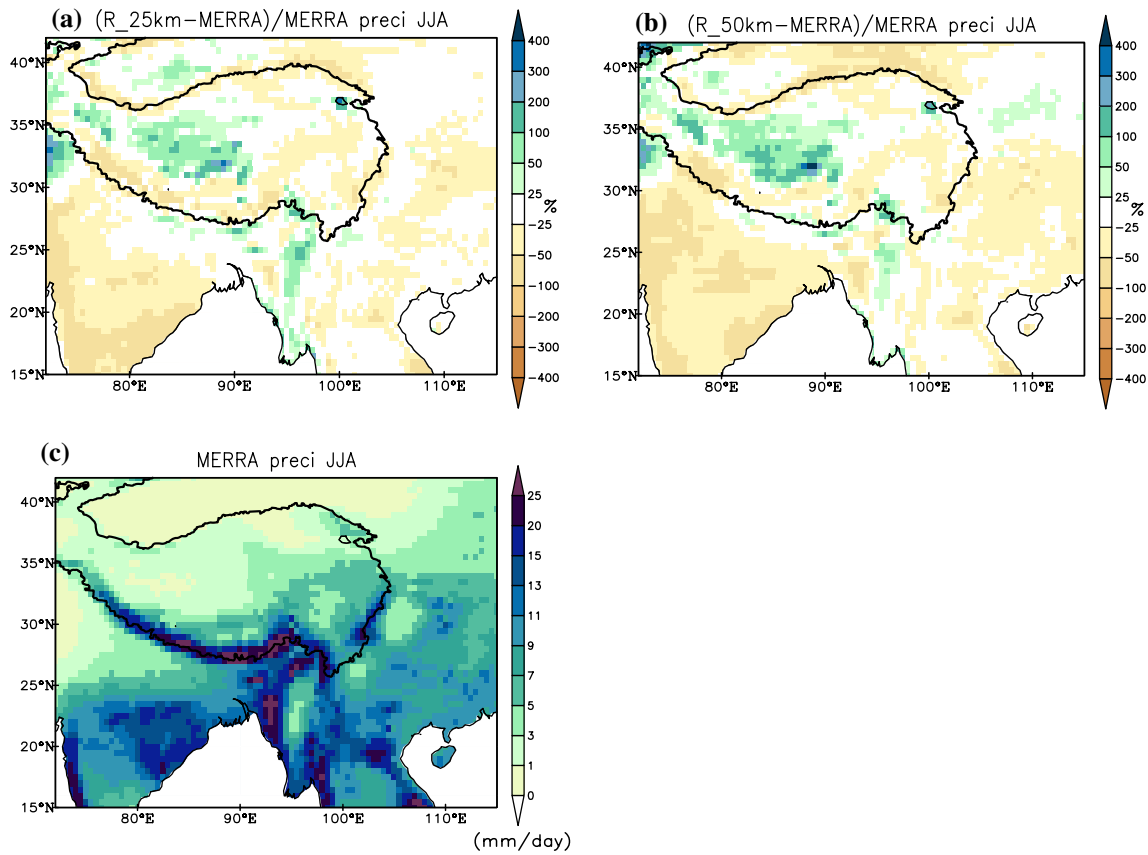 (a) (R_25km-MERRA)/MERRA preci JJA
40°N
35°N
30°N
25°N
20°N
15°N
80°E 90°E 100°E 110°E
400
300
200
100
50
25
%
-25
-50
-100
-200
-300
-400
(b) (R_50km-MERRA)/MERRA preci JJA
40°N
35°N
30°N
25°N
20°N
15°N
80°E 90°E 100°E 110°E
400
300
200
100
50
25
%
-25
-50
-100
-200
-300
-400
(c) MERRA preci JJA
40°N
35°N
30°N
25°N
20°N
15°N
80°E 90°E 100°E 110°E
25
20
15
13
11
9
7
5
3
1
0
(mm/day)